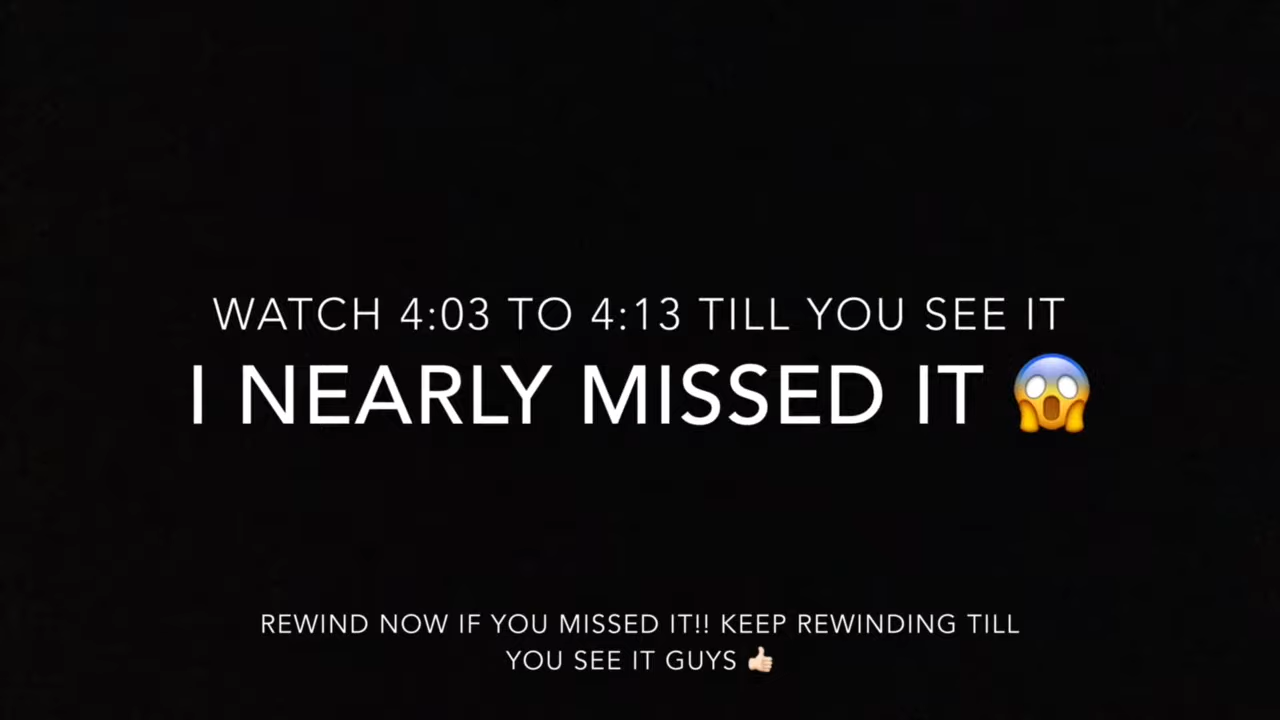 WATCH 4:03 TO 4:13 TILL YOU SEE IT
I NEARLY MISSED IT 😱
REWIND NOW IF YOU MISSED IT!! KEEP REWINDING TILL
YOU SEE IT GUYS 👍🏻